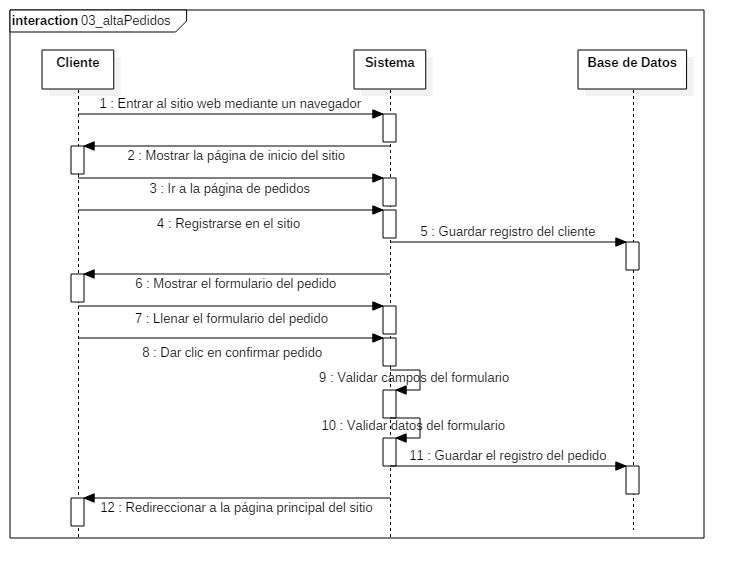 interaction 03_altaPedidos
Cliente
Sistema
Base de Datos
1 : Entrar al sitio web mediante un navegador
2 : Mostrar la página de inicio del sitio
3 : Ir a la página de pedidos
4 : Registrarse en el sitio
5 : Guardar registro del cliente
6 : Mostrar el formulario del pedido
7 : Llenar el formulario del pedido
8 : Dar clic en confirmar pedido
9 : Validar campos del formulario
10 : Validar datos del formulario
11 : Guardar el registro del pedido
12 : Redireccionar a la página principal del sitio